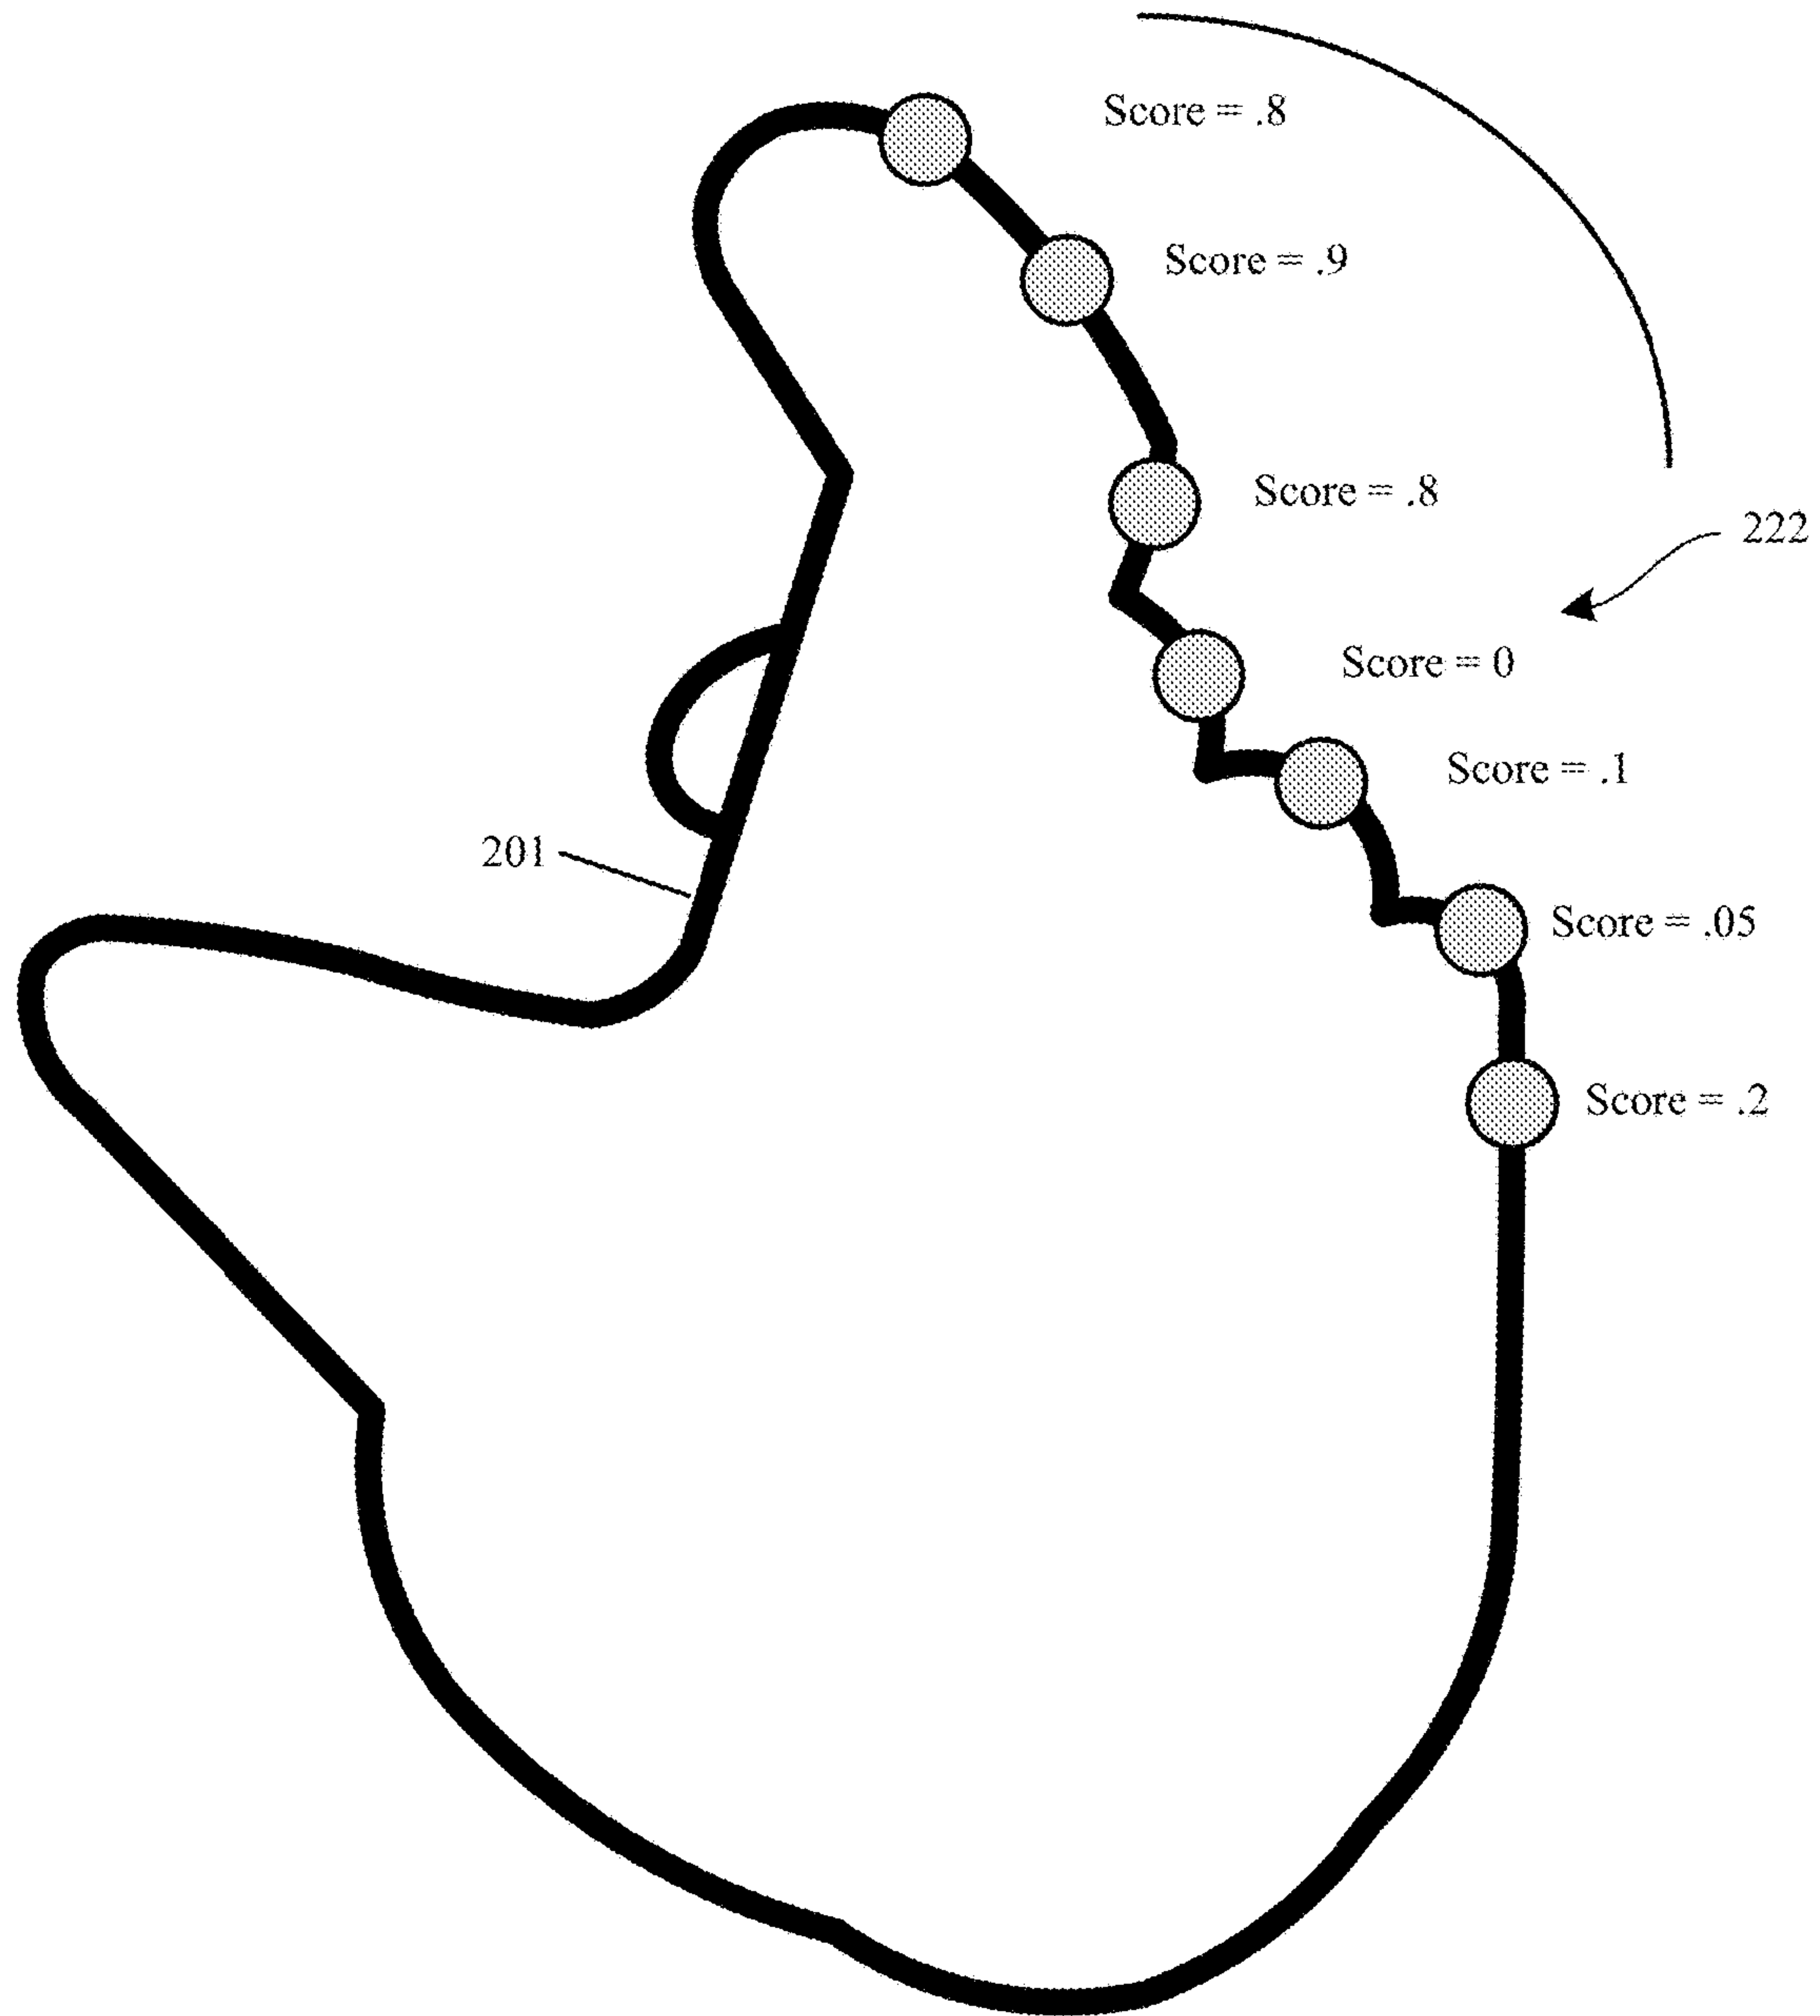 Score = .8
Score = .9
Score = .8
222
Score = 0
Score = .1
201
Score = .05
Score = .2